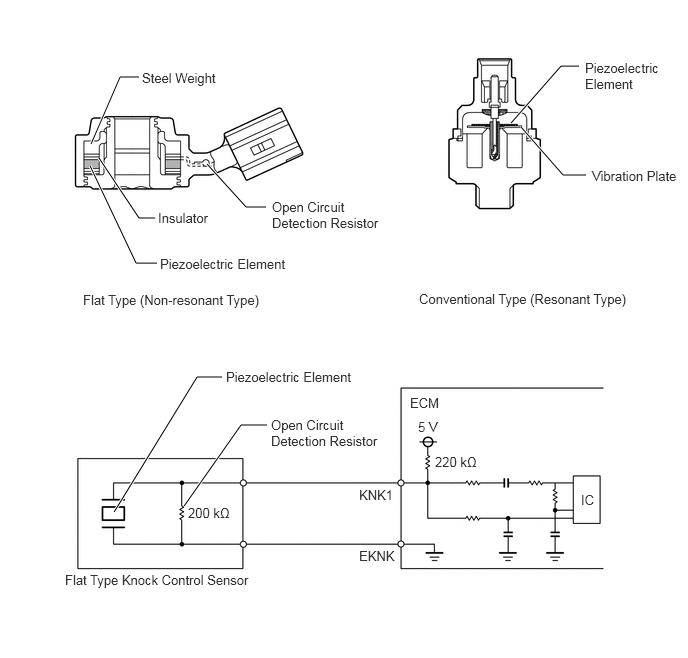 Steel Weight
Insulator
Piezoelectric Element
Open Circuit
Detection Resistor
Flat Type (Non-resonant Type)
Piezoelectric
Element
Vibration Plate
Conventional Type (Resonant Type)
Piezoelectric Element
Open Circuit
Detection Resistor
200 kΩ
Flat Type Knock Control Sensor
ECM
5 V
220 kΩ
KNK1
EKNK
IC